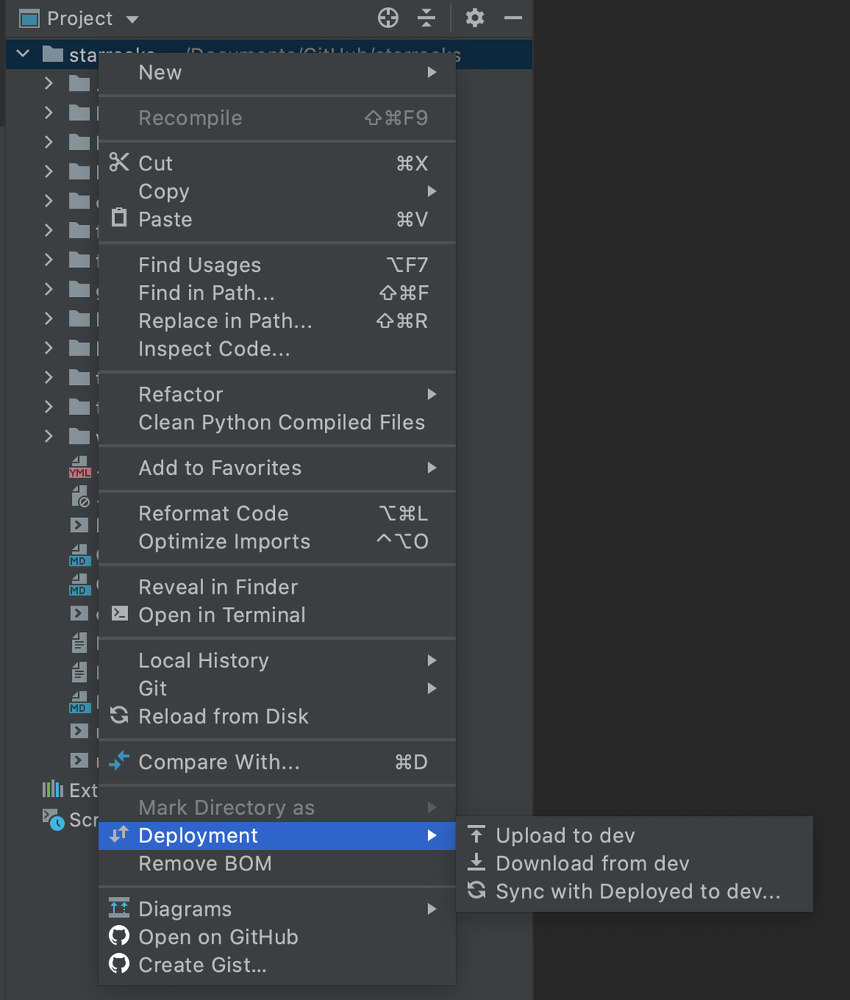 Project
New
Recompile ⇧⌘F9
Cut ⌘X
Copy
Paste ⌘V
Find Usages ⌥F7
Find in Path... ⇧⌘F
Replace in Path... ⇧⌘R
Inspect Code...
Refactor
Clean Python Compiled Files
Add to Favorites
Reformat Code ⌥⌘L
Optimize Imports ^⌥O
Reveal in Finder
Open in Terminal
Local History
Git
Reload from Disk
Compare With... ⌘D
Mark Directory as
Deployment
Upload to dev
Download from dev
Sync with Deployed to dev...
Remove BOM
Diagrams
Open on GitHub
Create Gist...
YML
MD
MD
MD
Ext
Scr